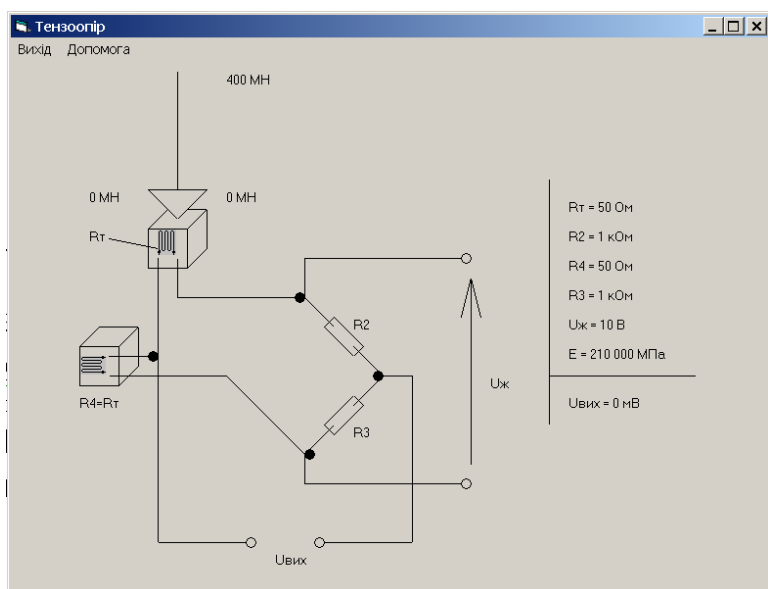 Тензоопір
Вихід Допомога
400 МН
0 МН
0 МН
Rт
R2
R3
R4=Rт
Uж
Uвих
Rт = 50 Ом
R2 = 1 кОм
R4 = 50 Ом
R3 = 1 кОм
Uж = 10 В
E = 210 000 МПа
Uвих = 0 мВ